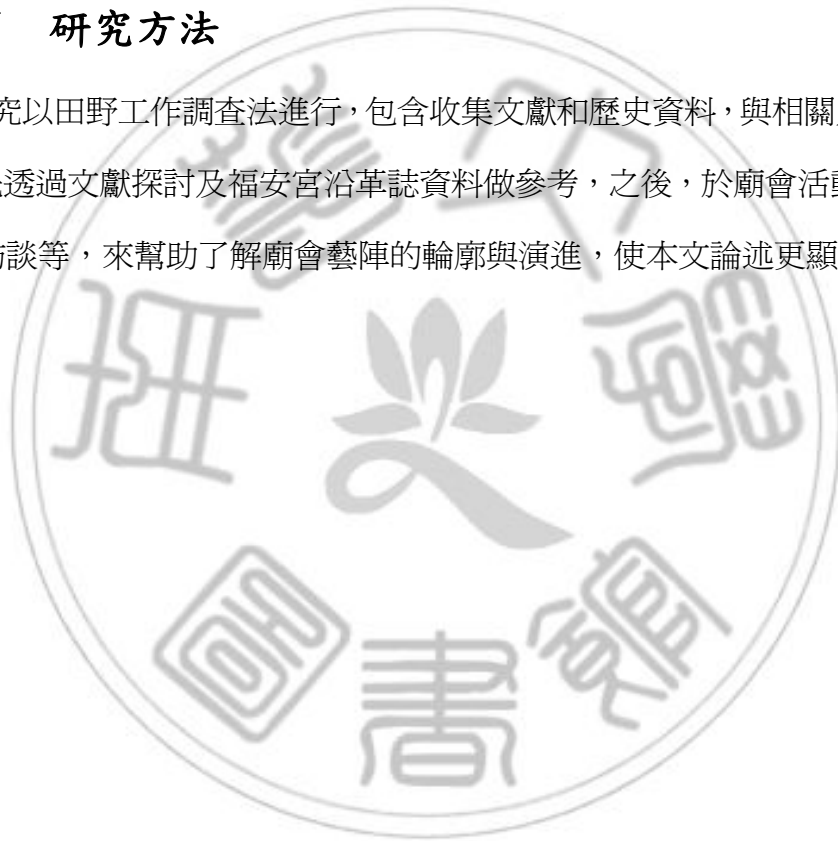 研究方法
究以田野工作調查法進行，包含收集文獻和歷史資料，與相關
透過文獻探討及福安宮沿革誌資料做參考，之後，於廟會活動
談等，來幫助了解廟會藝陣的輪廓與演進，使本文論述更顯